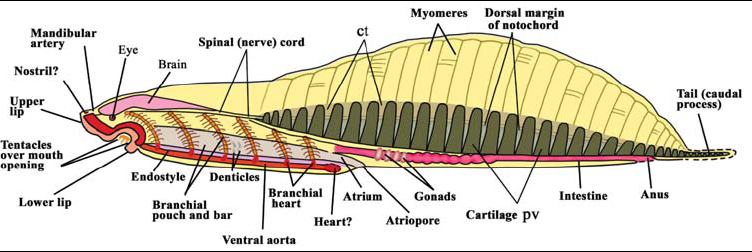 Mandibular
artery
Nostril?
Eye
Brain
Spinal (nerve) cord
ct
Myomeres
Dorsal margin
of notochord
Upper
lip
Tentacles
over mouth
opening
Lower lip
Endostyle
Branchial
pouch and bar
Denticles
Ventral aorta
Branchial
heart
Heart?
Atrium
Atriopore
Gonads
Cartilage pv
Intestine
Anus
Tail (caudal
process)